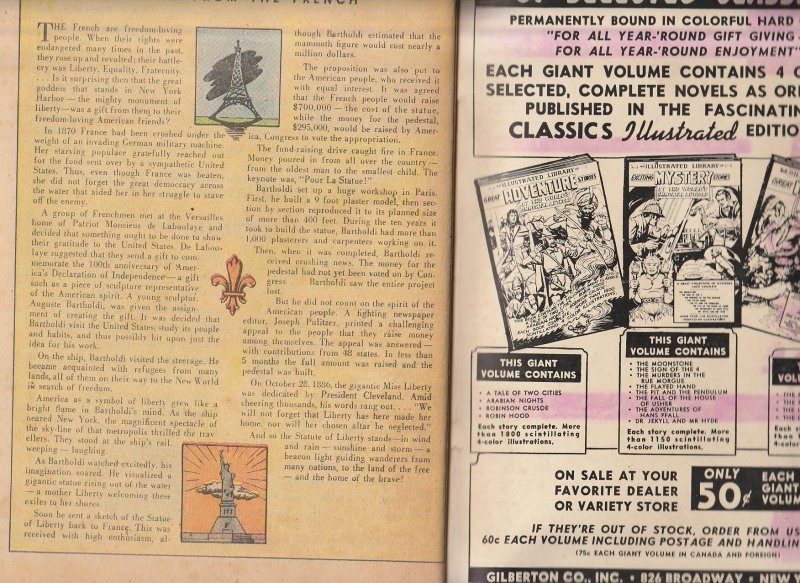 FROM THE FRENCH
THE French are freedom-loving
people. When their rights were
endangered many times in the past,
they rose up and revolted; their battle-
ery was Liberty, Equality, Fraternity.
. . . Is it surprising then that the great
goddess that stands in New York
Harbor — the mighty monument of
liberty—was a gift from them to their
freedom-loving American friends?
In 1870 France had been crushed under the
weight of an invading German military machine.
Her starving populace gratefully reached out
for the food sent over by a sympathetic United
States. Thus, even though France was beaten,
she did not forget the great democracy across
the water that aided her in her struggle to stave
off the enemy.
A group of Frenchmen met at the Versailles
home of Patriot Monsieur de Laboulaye and
decided that something ought to be done to show
their gratitude to the United States. De Labou-
laye suggested that they send a gift to com-
memorate the 100th anniversary of Amer-
ica's Declaration of Independence—a gift
such as a piece of sculpture representative
of the American spirit. A young sculptor,
Auguste Bartholdi, was given the assign-
ment of creating the gift. It was decided that
Bartholdi visit the United States, study its people
and habits, and thus possibly hit upon just the
idea for his work.
On the ship, Bartholdi visited the steerage. He
became acquainted with refugees from many
lands, all of them on their way to the New World
in search of freedom.
America as a symbol of liberty grew like a
bright flame in Bartholdi's mind. As the ship
neared New York, the magnificent spectacle of
the sky-line of that metropolis thrilled the trav-
ellers. They stood at the ship's rail,
weeping — laughing.
As Bartholdi watched excitedly, his
imagination soared. He visualized a
gigantic statue rising out of the water
—a mother Liberty welcoming these
exiles to her shores.
Soon he sent a sketch of the Statue
of Liberty back to France. This was
received with high enthusiasm, al-
though Bartholdi estimated that the
mammoth figure would cost nearly a
million dollars.
The proposition was also put to
the American people, who received it
with equal interest. It was agreed
that the French people would raise
$700,000 — the cost of the statue,
while the money for the pedestal,
$295,000, would be raised by Amer-
ica, Congress to vote the appropriation.
The fund-raising drive caught fire in France.
Money poured in from all over the country —
from the oldest man to the smallest child. The
keynote was, "Pour La Statue!"
Bartholdi set up a huge workshop in Paris.
First, he built a 9 foot plaster model, then sec-
tion by section reproduced it to its planned size
of more than 400 feet. During the ten years it
took to build the statue, Bartholdi had more than
1,000 plasterers and carpenters working on it.
Then, when it was completed, Bartholdi re-
ceived crushing news. The money for the
pedestal had not yet been voted by Con-
gress . . . Bartholdi saw the entire project
lost.
But he did not count on the spirit of the
American people. A fighting newspaper
editor, Joseph Pulitzer, printed a challenging
appeal to the people that they raise money
among themselves. The appeal was answered —
with contributions from 48 states. In less than
5 months the full amount was raised and the
pedestal was built.
On October 28, 1886, the gigantic Miss Liberty
was dedicated by President Cleveland. Amid
cheering thousands, his words rang out. . . "We
will not forget that Liberty has here made her
home, nor will her chosen altar be neglected."
And so the Statue of Liberty stands—in wind
and rain — sunshine and storm — a
beacon light guiding wanderers from
many nations, to the land of the free
— and the home of the brave!
PERMANENTLY BOUND IN COLORFUL HARD
"FOR ALL YEAR-'ROUND GIFT GIVING
FOR ALL YEAR-'ROUND ENJOYMENT"
EACH GIANT VOLUME CONTAINS 4
SELECTED, COMPLETE NOVELS AS
PUBLISHED IN THE
CLASSICS Illustrated
ILLUSTRATED LIBRARY
GREAT ADVENTURE STORIES
ILLUSTRATED LIBRARY
EXCITING MYSTERY STORIES
THIS GIANT
VOLUME CONTAINS
• A TALE OF TWO CITIES
• ARABIAN NIGHTS
• ROBINSON CRUSOE
• ROBIN HOOD
Each story complete. More
than 1800 scintillating
4-color illustrations.
THIS GIANT
VOLUME CONTAINS
• THE MOONSTONE
• THE SIGN OF THE 4
• THE MURDERS IN THE
RUE MORGUE
• THE FLAYED HAND
• THE PIT AND THE PENDULUM
• THE FALL OF THE HOUSE
OF USHER
• THE ADVENTURES OF
HANS PFALL
• DR. JEKYLL AND MR HYDE
Each story complete. More
than 1150 scintillating
4-color illustrations.
ON SALE AT YOUR
FAVORITE DEALER
OR VARIETY STORE
ONLY
50¢
EACH
GIANT
IF THEY'RE OUT OF STOCK, ORDER FROM US
60c EACH VOLUME INCLUDING POSTAGE AND
(75c EACH GIANT VOLUME IN CANADA AND FOREIGN)
GILBERTON CO., INC. • 826 BROADWAY • NEW